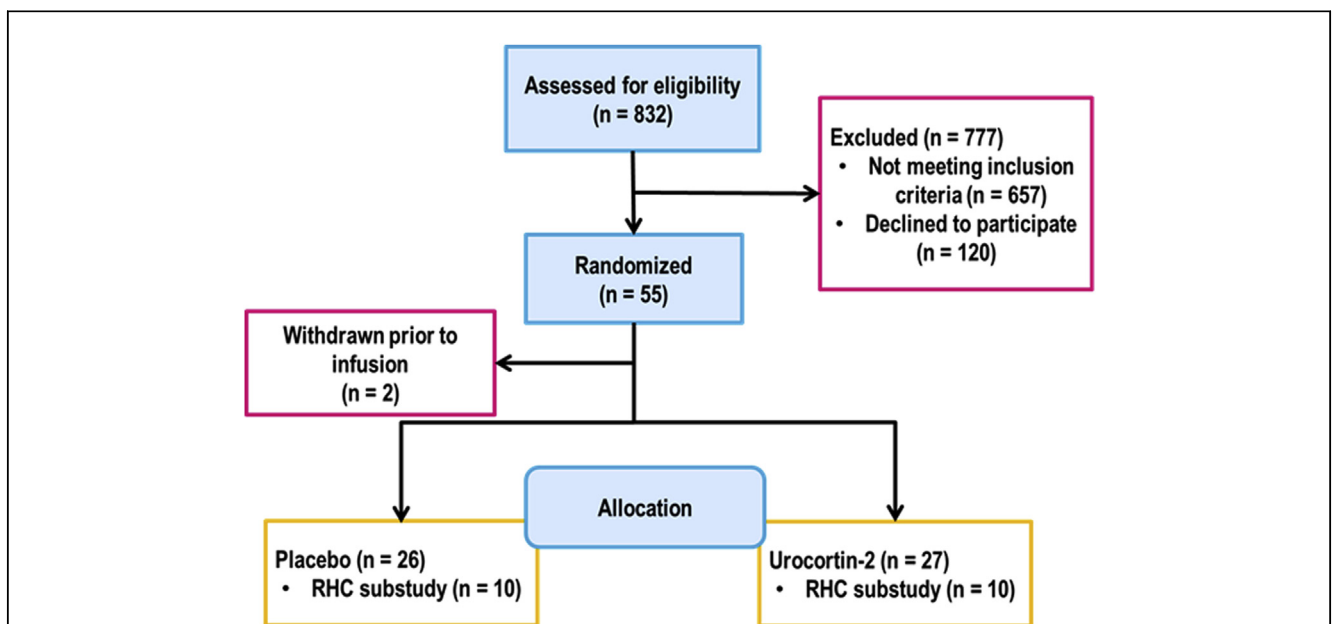 Assessed for eligibility
(n = 832)
Excluded (n = 777)
• Not meeting inclusion
criteria (n = 657)
• Declined to participate
(n = 120)
Randomized
(n = 55)
Withdrawn prior to
infusion
(n = 2)
Allocation
Placebo (n = 26)
• RHC substudy (n = 10)
Urocortin-2 (n = 27)
• RHC substudy (n = 10)